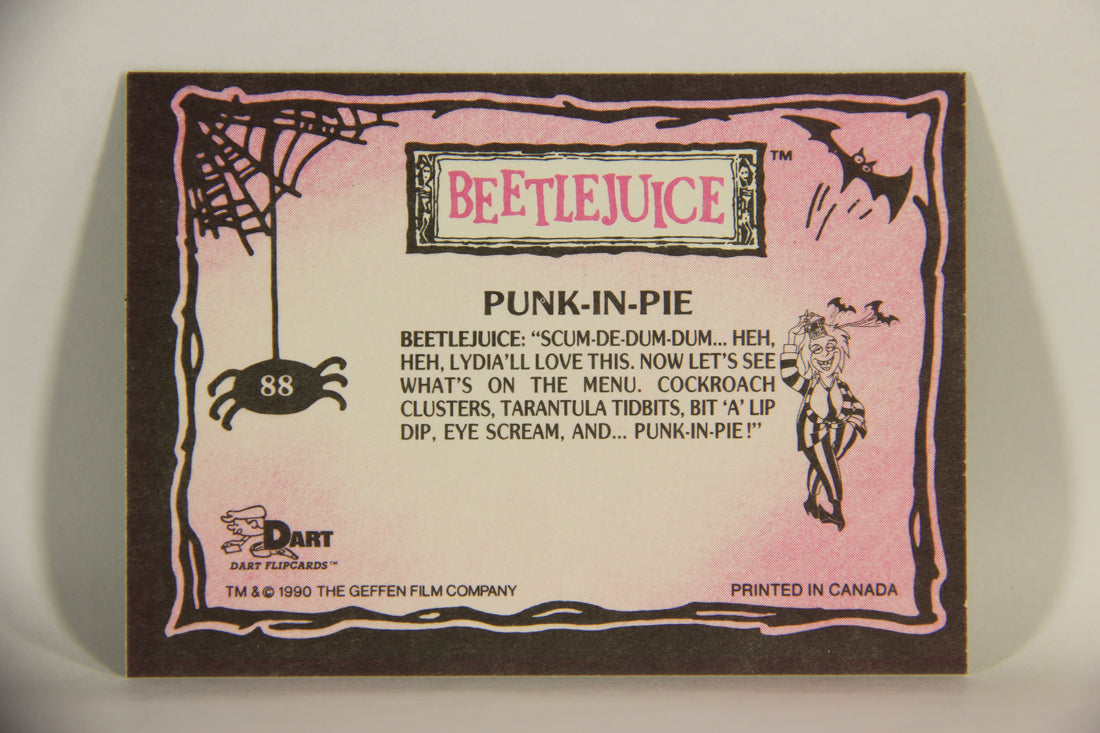 BEETLEJUICE™
PUNK-IN-PIE
BEETLEJUICE: “SCUM-DE-DUM-DUM... HEH,
HEH, LYDIA’LL LOVE THIS. NOW LET’S SEE
WHAT’S ON THE MENU. COCKROACH
CLUSTERS, TARANTULA TIDBITS, BIT ‘A’ LIP
DIP, EYE SCREAM, AND... PUNK-IN-PIE!”
88
DART
DART FLIPCARDS™
TM & © 1990 THE GEFFEN FILM COMPANY
PRINTED IN CANADA